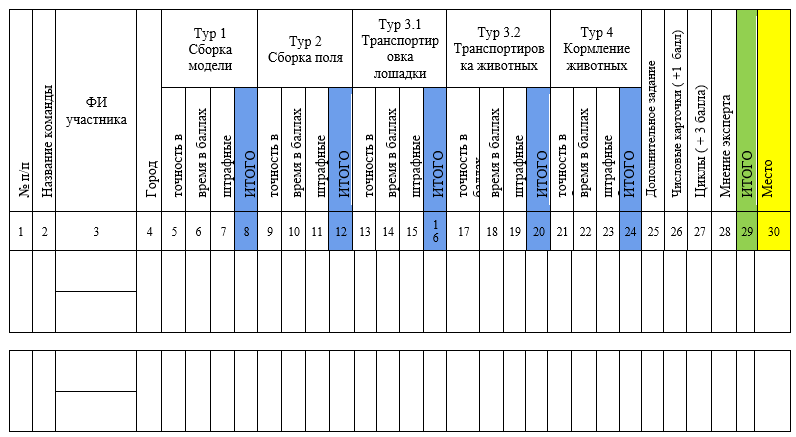 № п/п
Название команды
ФИ
участника
Город
Тур 1
Сборка
модели
Тур 2
Сборка поля
Тур 3.1
Транспортир
овка
лошадки
Тур 3.2
Транспортиров
ка животных
Тур 4
Кормление
животных
точность в
время в баллах
штрафные
ИТОГО
точность в
время в баллах
штрафные
ИТОГО
точность в
время в баллах
штрафные
ИТОГО
точность в
время в баллах
штрафные
ИТОГО
точность в
время в баллах
штрафные
ИТОГО
Дополнительное задание
Числовые карточки ( +1 балл)
Циклы ( + 3 балла)
Мнение эксперта
ИТОГО
Место
1 2 3 4 5 6 7 8 9 10 11 12 13 14 15 1 17 18 19 20 21 22 23 24 25 26 27 28 29 30
6